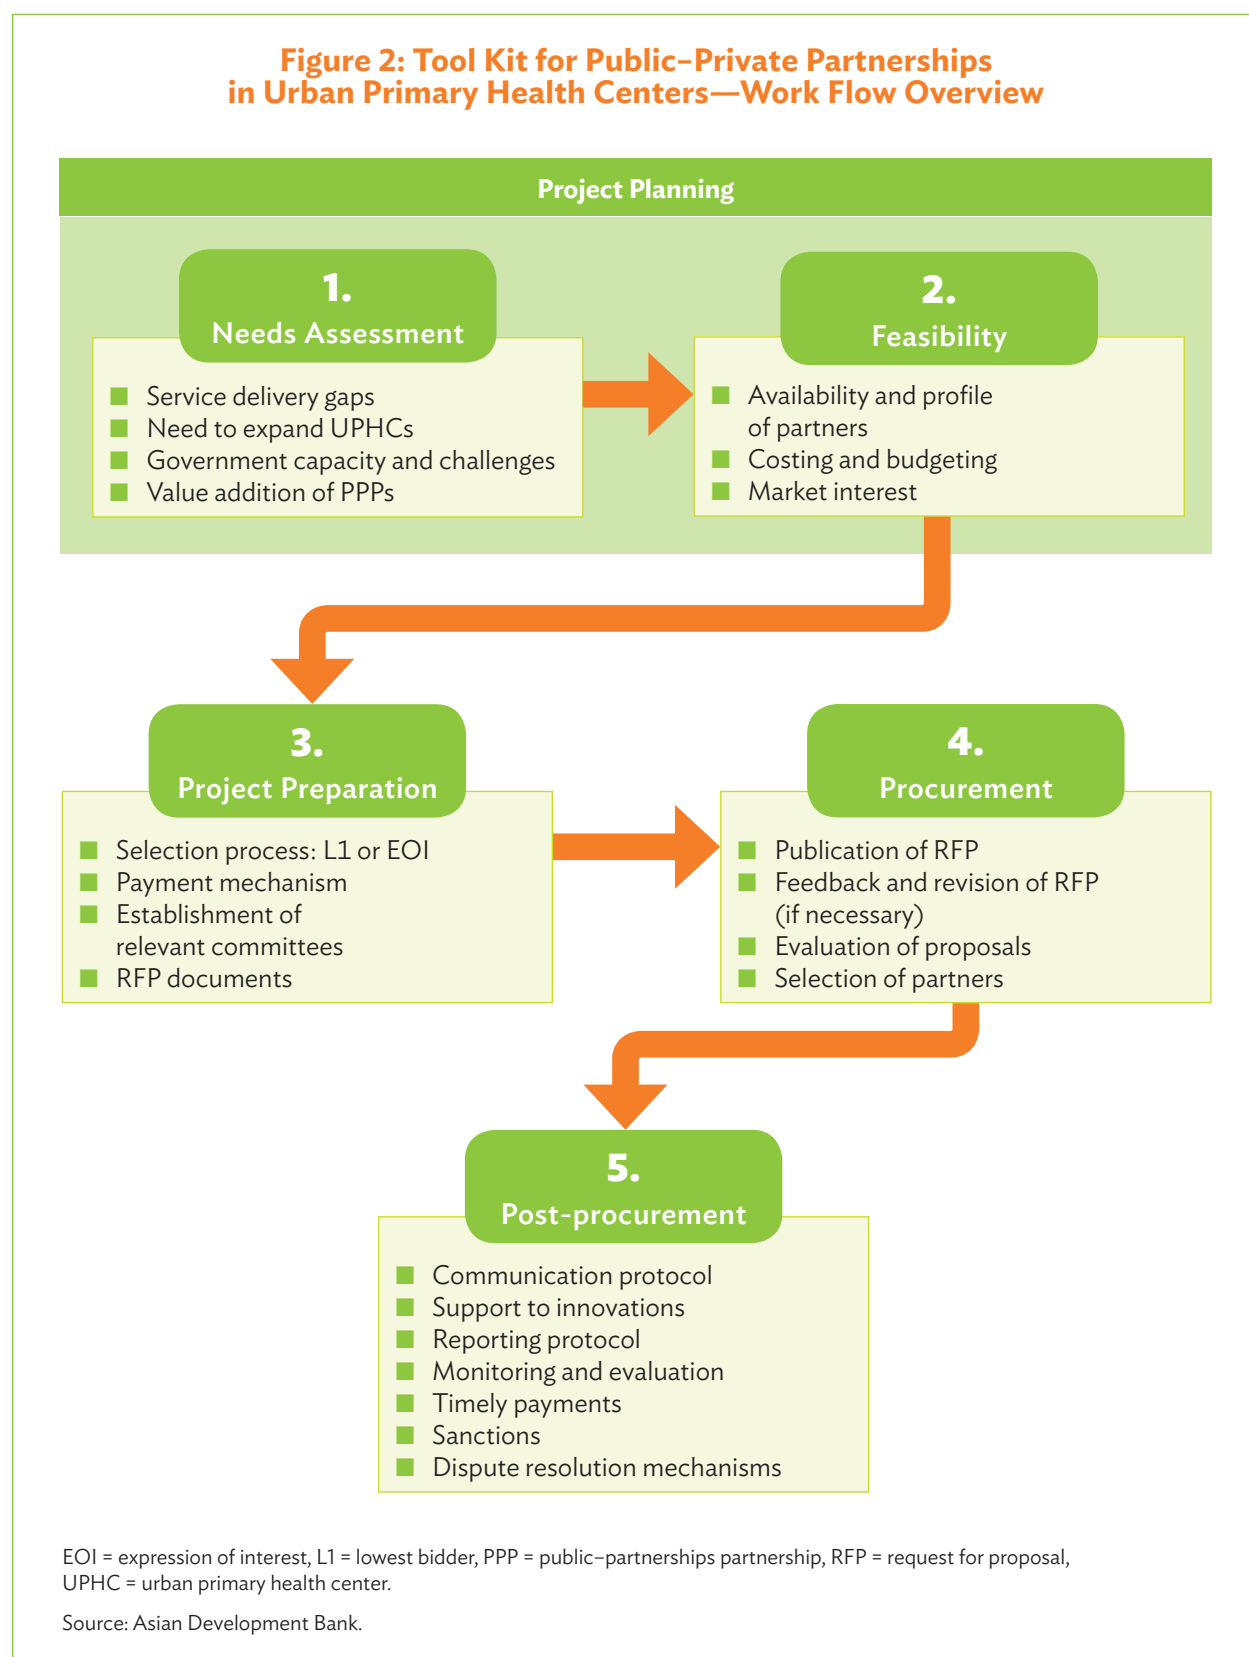 Figure 2: Tool Kit for Public–Private Partnerships
in Urban Primary Health Centers—Work Flow Overview
Project Planning
1.
Needs Assessment
Service delivery gaps
Need to expand UPHCs
Government capacity and challenges
Value addition of PPPs
2.
Feasibility
Availability and profile
of partners
Costing and budgeting
Market interest
3.
Project Preparation
Selection process: L1 or EOI
Payment mechanism
Establishment of
relevant committees
RFP documents
4.
Procurement
Publication of RFP
Feedback and revision of RFP
(if necessary)
Evaluation of proposals
Selection of partners
5.
Post-procurement
Communication protocol
Support to innovations
Reporting protocol
Monitoring and evaluation
Timely payments
Sanctions
Dispute resolution mechanisms
EOI = expression of interest, L1 = lowest bidder, PPP = public–partnerships partnership, RFP = request for proposal,
UPHC = urban primary health center.
Source: Asian Development Bank.